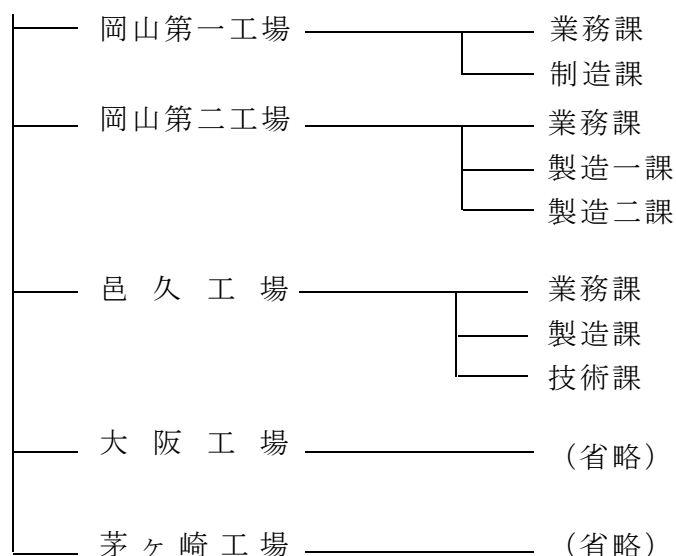 岡山第一工場 業務課
制造課
岡山第二工場 業務課
製造一課
製造二課
邑久工場 業務課
製造課
技術課
大阪工場 (省略)
茅ヶ崎工場 (省略)